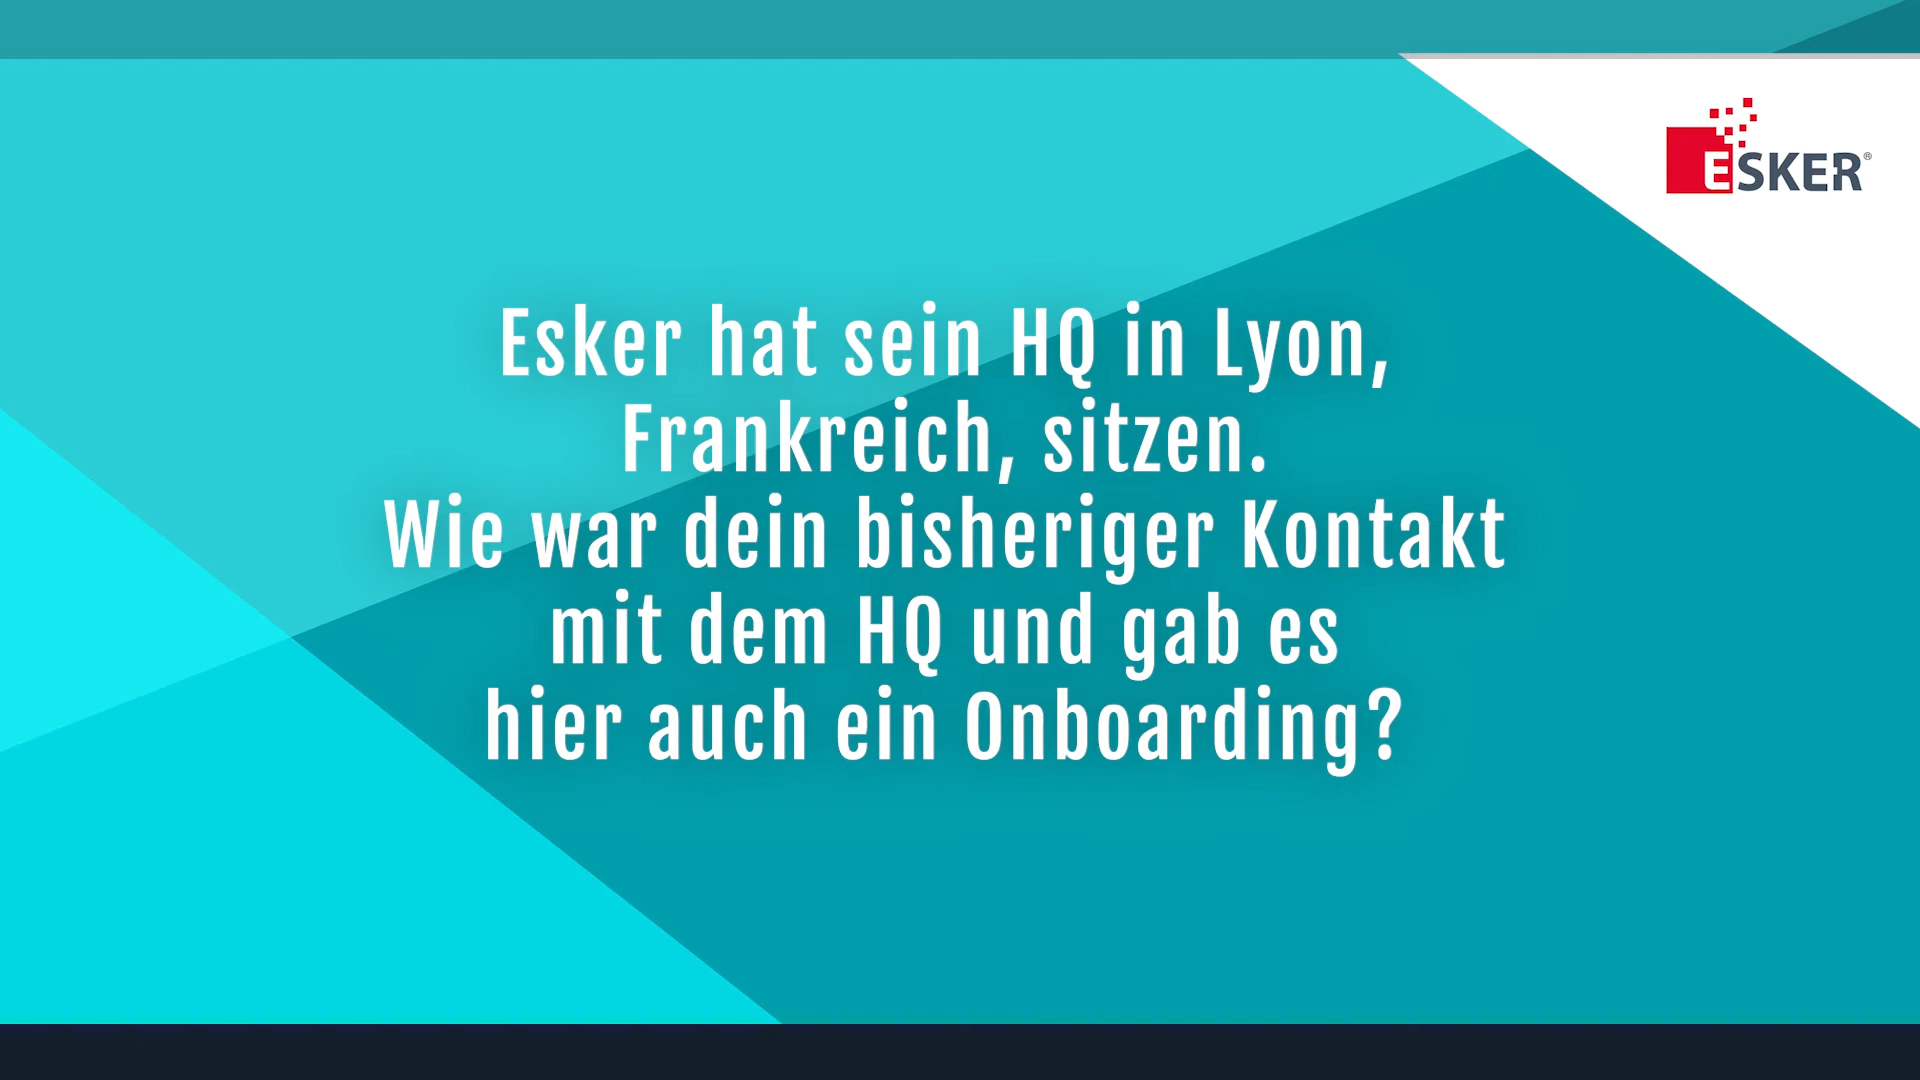 ESKER®
Esker hat sein HQ in Lyon,
Frankreich, sitzen.
Wie war dein bisheriger Kontakt
mit dem HQ und gab es
hier auch ein Onboarding?